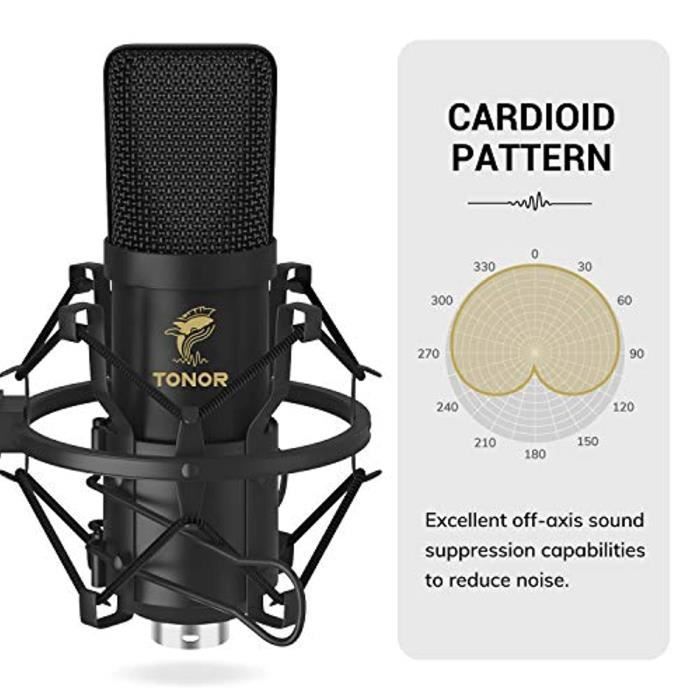 TONOR
CARDIOID
PATTERN
0
330
30
300
60
270
90
240
120
210
150
180
Excellent off-axis sound
suppression capabilities
to reduce noise.